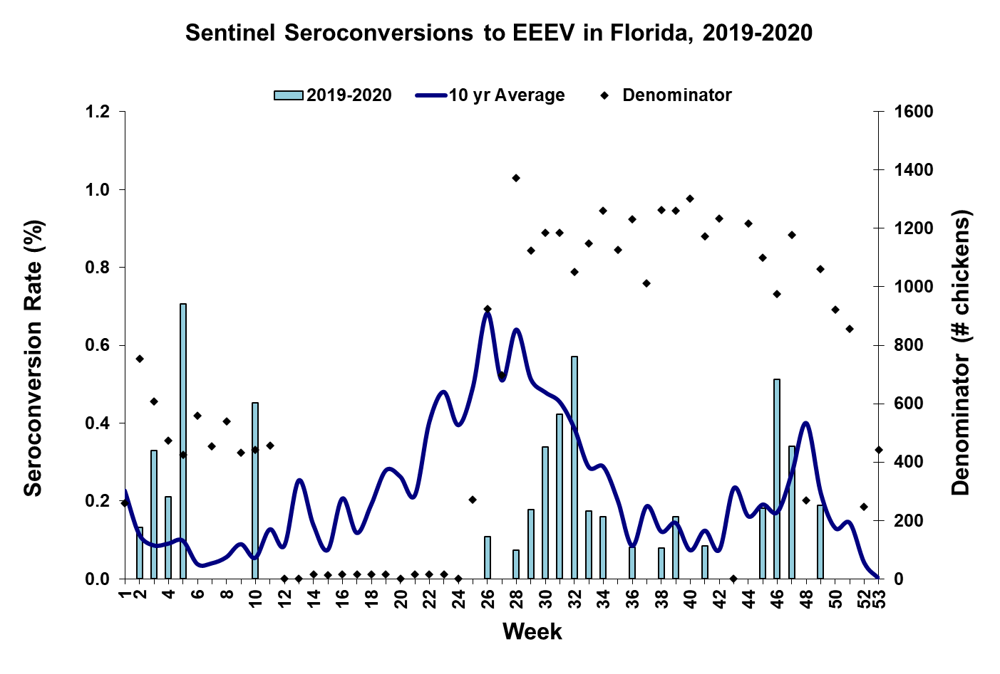 Sentinel Seroconversions to EEEV in Florida, 2019-2020
2019-2020 10 yr Average Denominator
1.2
1.0
0.8
0.6
0.4
0.2
0.0
Seroconversion Rate (%)
1600
1400
1200
1000
800
600
400
200
0
Denominator (# chickens)
1 2 4 6 8 10 12 14 16 18 20 22 24 26 28 30 32 34 36 38 40 42 44 46 48 50 52 53
Week